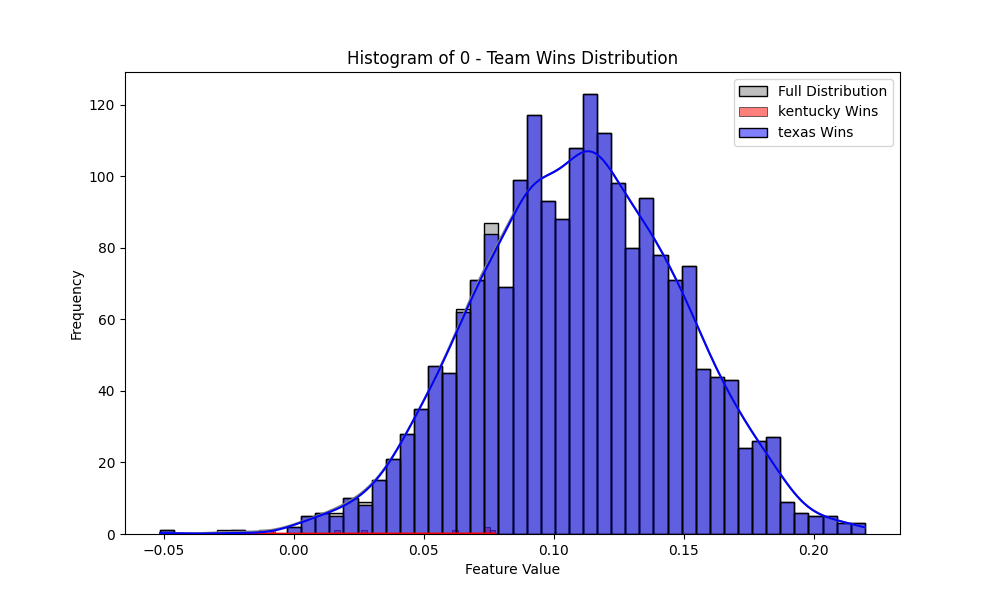 Histogram of 0 - Team Wins Distribution
Full Distribution
kentucky Wins
texas Wins
120
100
80
60
40
20
0
Frequency
−0.05 0.00 0.05 0.10 0.15 0.20
Feature Value